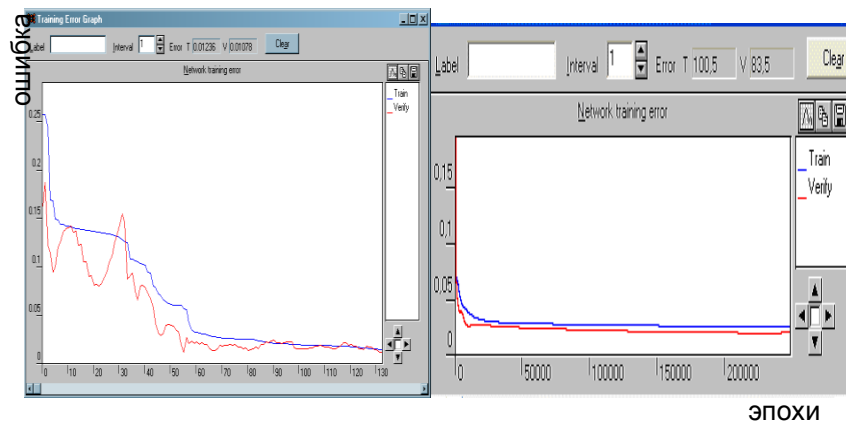 ошибка
Training Error Graph
Label Interval 1 Error T 0.01236 V 0.01078 Clear
Network training error
Train
Verify
0.25
0.2
0.15
0.1
0.05
0
0 10 20 30 40 50 60 70 80 90 100 110 120 130
Label Interval 1 Error T 100,5 V 83,5 Clear
Network training error
Train
Verify
0,15
0,1
0,05
0
0 50000 100000 150000 200000
эпохи